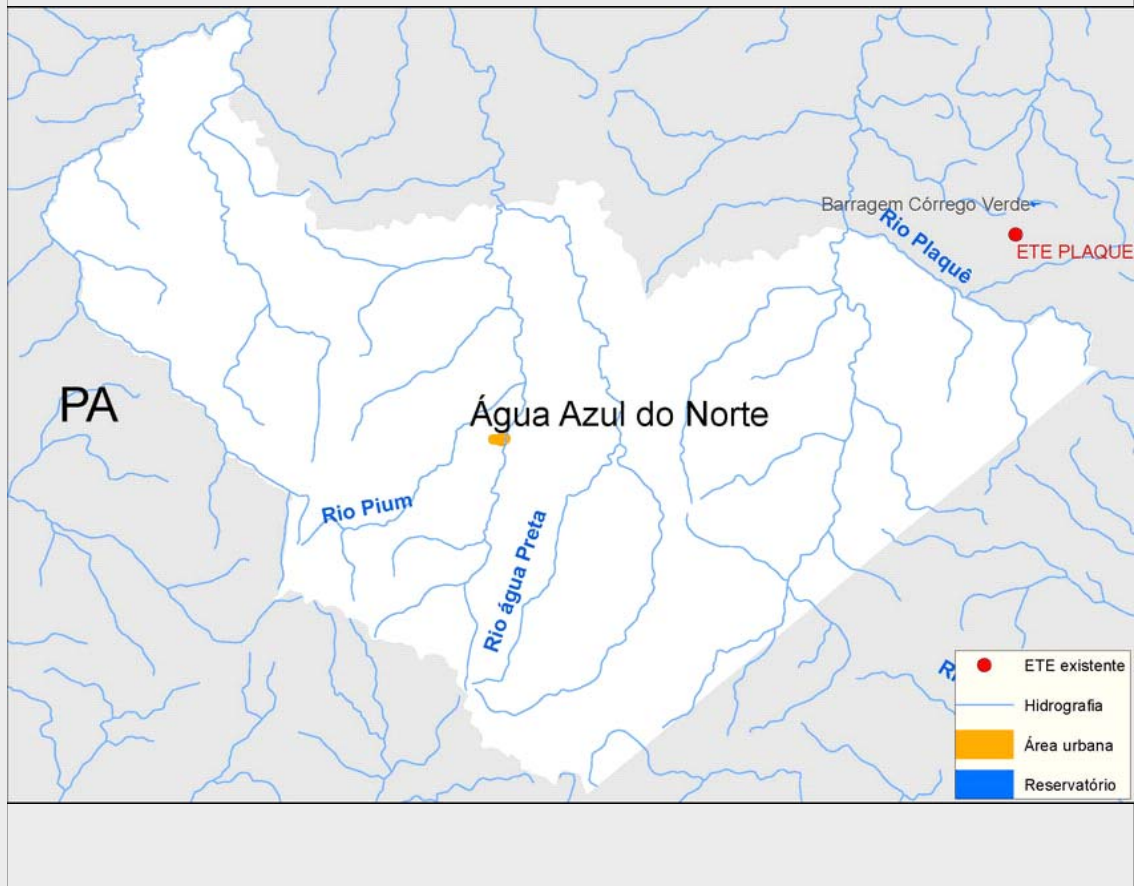 Barragem Córrego Verde
Rio Plaquê
ETE PLAQUE
PA
Água Azul do Norte
Rio Pium
Rio água Preta
ETE existente
Hidrografia
Área urbana
Reservatório